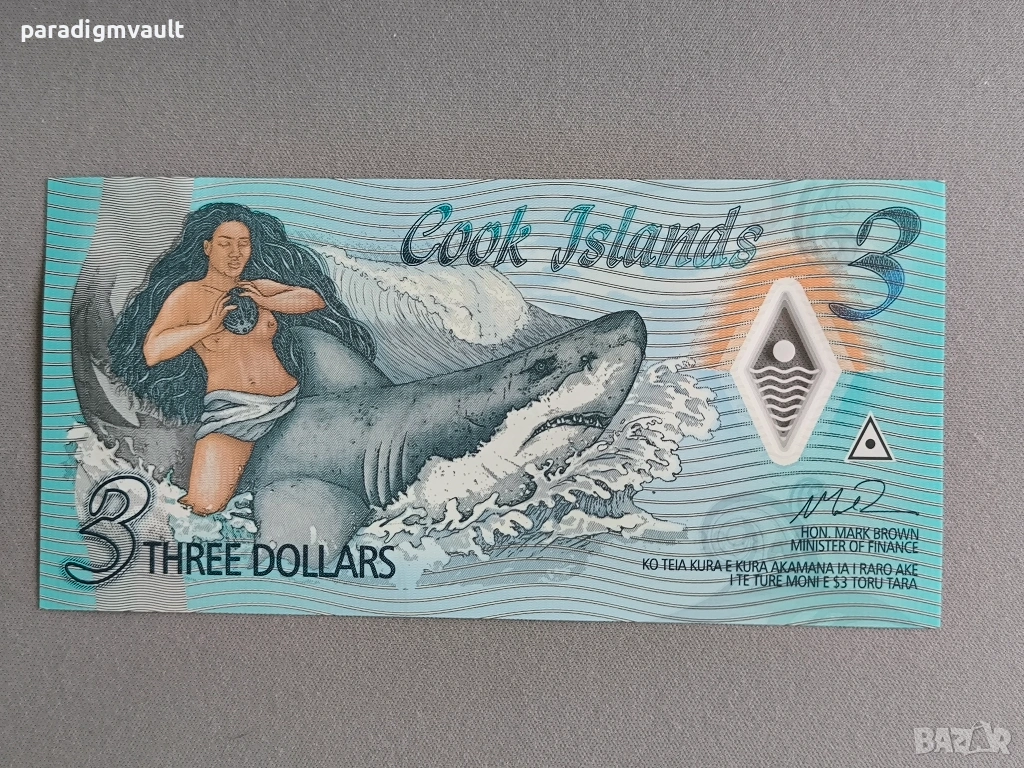 paradigmvault
Cook Islands
3
HON. MARK BROWN
MINISTER OF FINANCE
KO TEIA KURA E KURA AKAMANA IA I RARO AKE
I TE TURE MONI E $3 TORU TARA
3 THREE DOLLARS
BAZAR